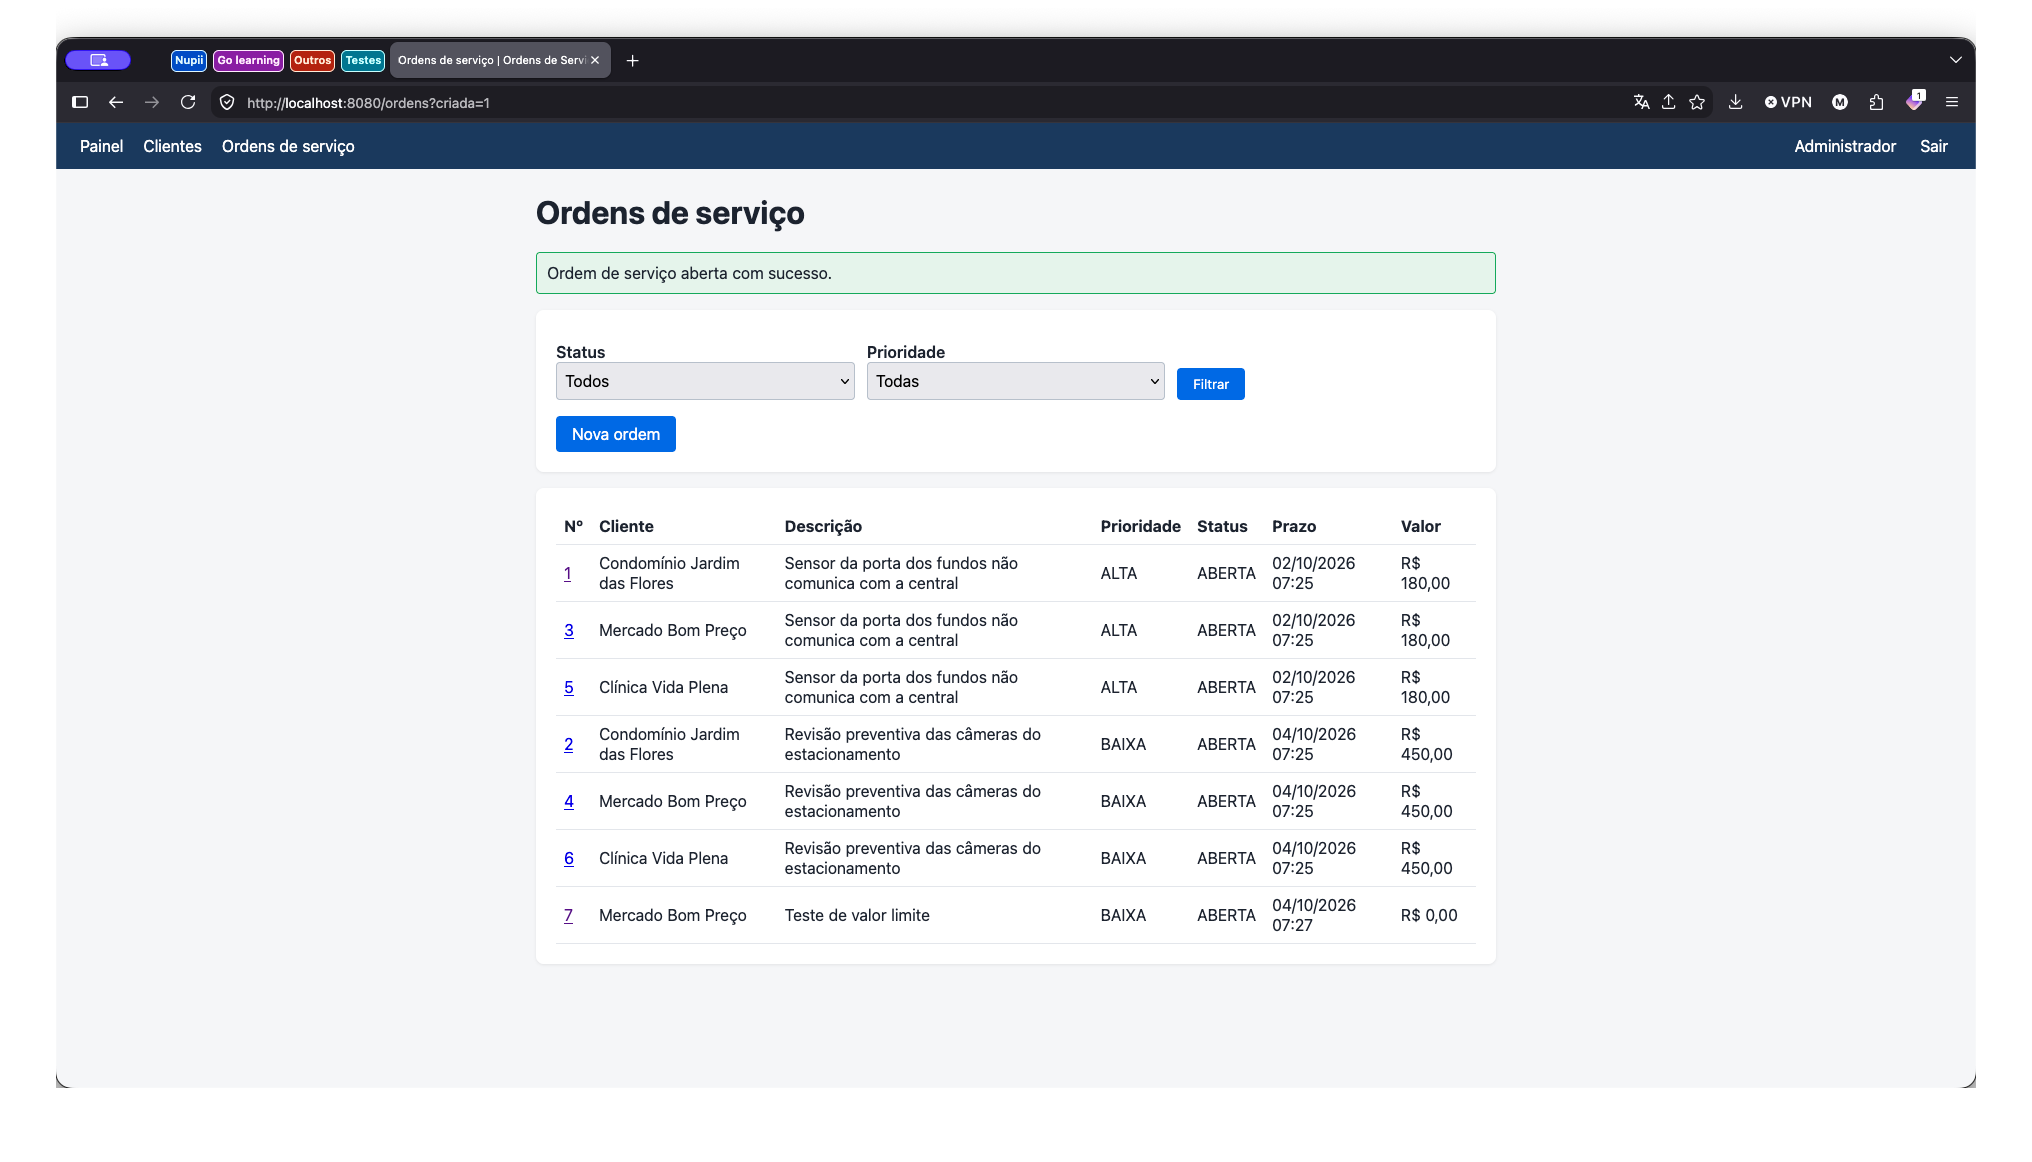 Nupii Go learning Outros Testes Ordens de serviço | Ordens de Servi
http://localhost:8080/ordens?criada=1 VPN M 1
Painel Clientes Ordens de serviço Administrador Sair
Ordens de serviço
Ordem de serviço aberta com sucesso.
Status Prioridade
Todos Todas Filtrar
Nova ordem
Nº Cliente Descrição Prioridade Status Prazo Valor
1 Condomínio Jardim das Flores Sensor da porta dos fundos não comunica com a central ALTA ABERTA 02/10/2026 07:25 R$ 180,00
3 Mercado Bom Preço Sensor da porta dos fundos não comunica com a central ALTA ABERTA 02/10/2026 07:25 R$ 180,00
5 Clínica Vida Plena Sensor da porta dos fundos não comunica com a central ALTA ABERTA 02/10/2026 07:25 R$ 180,00
2 Condomínio Jardim das Flores Revisão preventiva das câmeras do estacionamento BAIXA ABERTA 04/10/2026 07:25 R$ 450,00
4 Mercado Bom Preço Revisão preventiva das câmeras do estacionamento BAIXA ABERTA 04/10/2026 07:25 R$ 450,00
6 Clínica Vida Plena Revisão preventiva das câmeras do estacionamento BAIXA ABERTA 04/10/2026 07:25 R$ 450,00
7 Mercado Bom Preço Teste de valor limite BAIXA ABERTA 04/10/2026 07:27 R$ 0,00